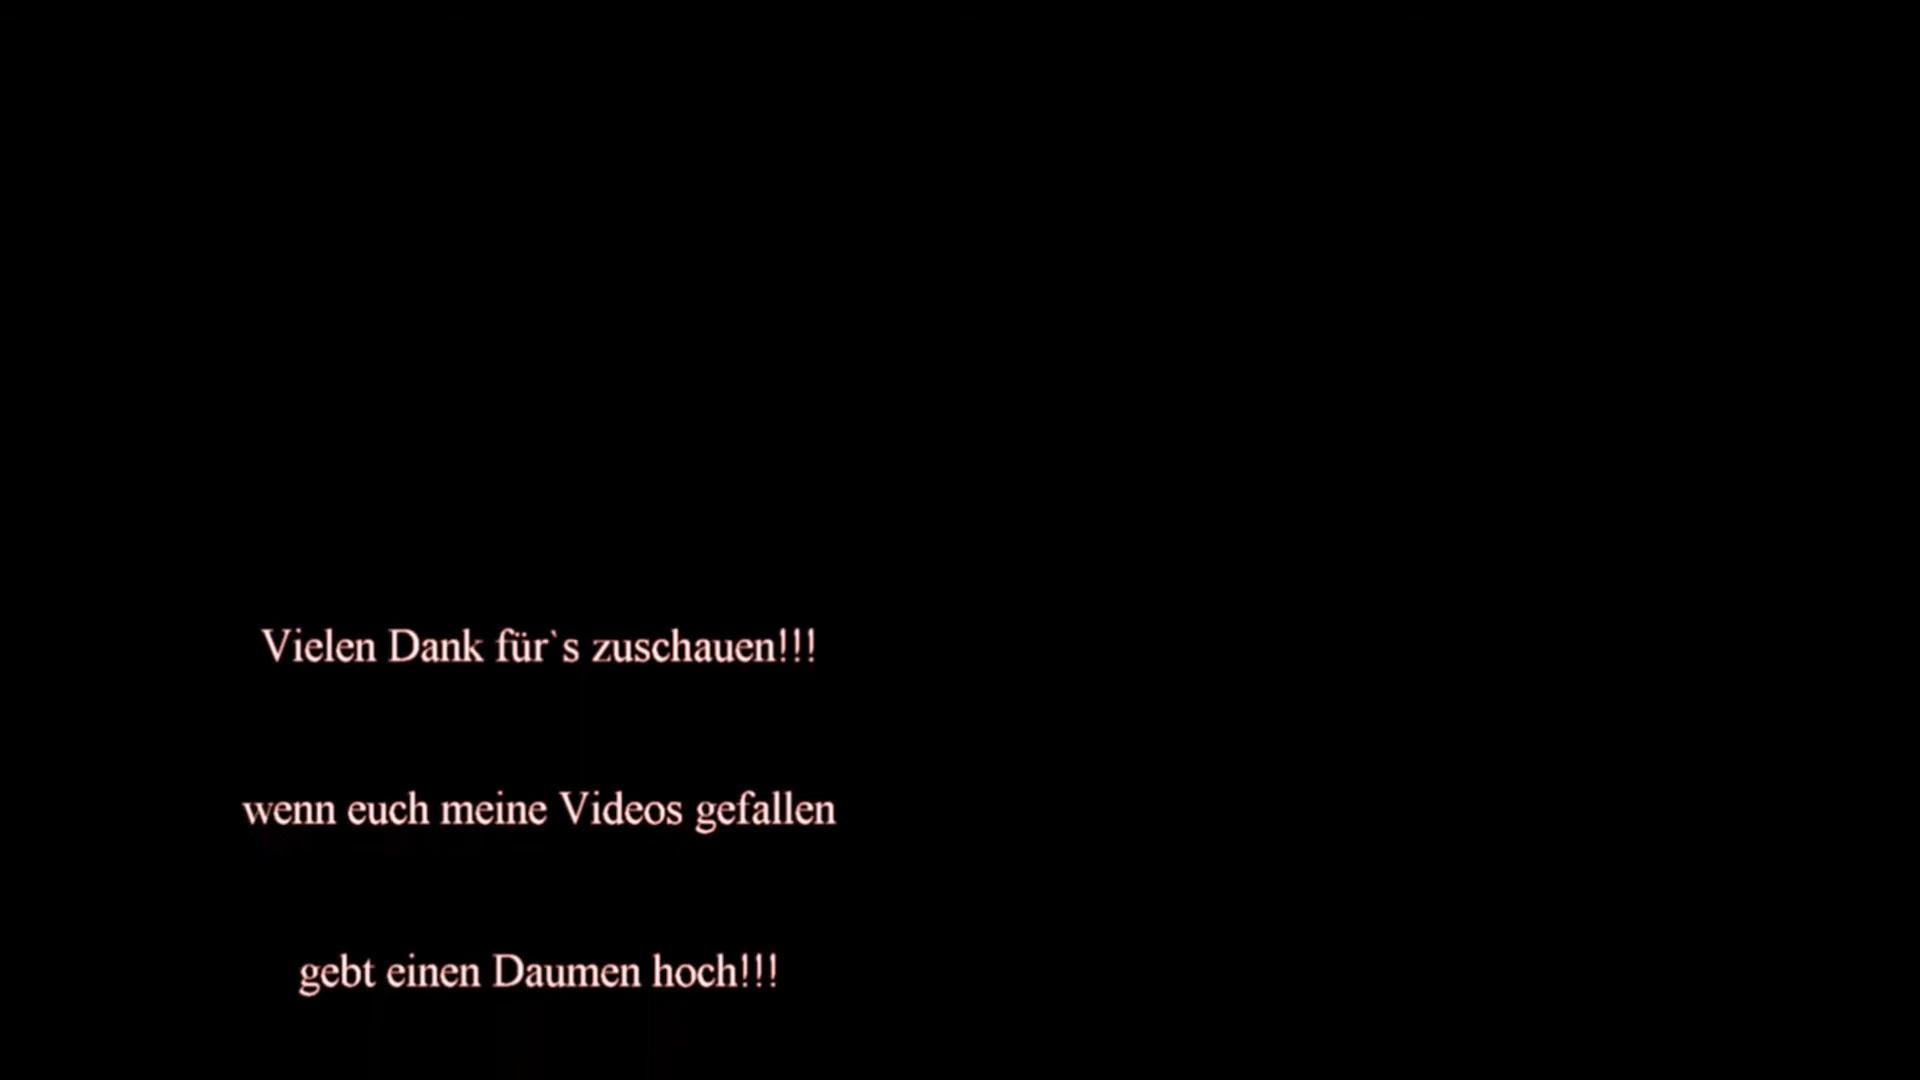 Vielen Dank für`s zuschauen!!!
wenn euch meine Videos gefallen
gebt einen Daumen hoch!!!